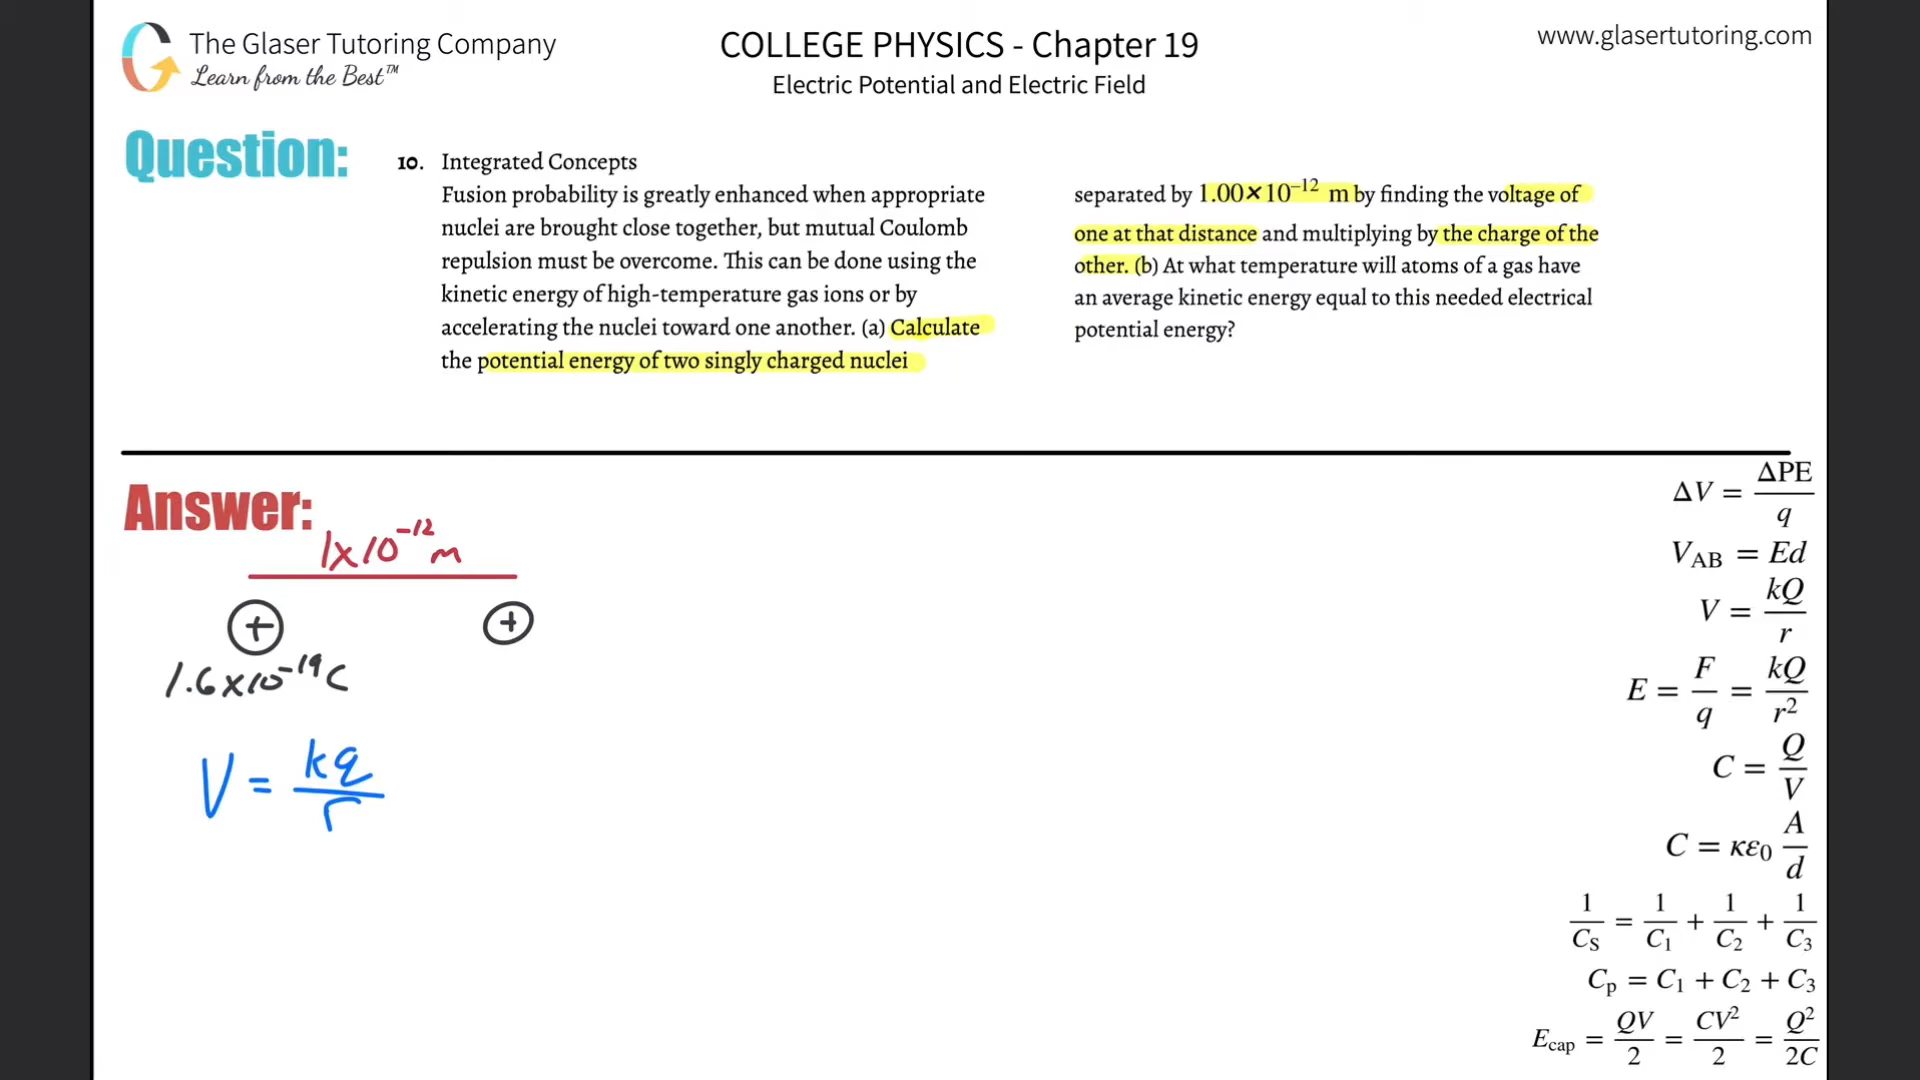 The Glaser Tutoring Company
Learn from the Best™
COLLEGE PHYSICS - Chapter 19
Electric Potential and Electric Field
www.glasertutoring.com
Question:
10. Integrated Concepts
Fusion probability is greatly enhanced when appropriate
nuclei are brought close together, but mutual Coulomb
repulsion must be overcome. This can be done using the
kinetic energy of high-temperature gas ions or by
accelerating the nuclei toward one another. (a) Calculate
the potential energy of two singly charged nuclei
separated by 1.00×10⁻¹² m by finding the voltage of
one at that distance and multiplying by the charge of the
other. (b) At what temperature will atoms of a gas have
an average kinetic energy equal to this needed electrical
potential energy?
Answer:
1x10⁻¹² m
+ +
1.6x10⁻¹⁹ C
V = kq/r
ΔV = ΔPE/q
V_AB = Ed
V = kQ/r
E = F/q = kQ/r²
C = Q/V
C = κε₀ A/d
1/C_S = 1/C₁ + 1/C₂ + 1/C₃
C_p = C₁ + C₂ + C₃
E_cap = QV/2 = CV²/2 = Q²/2C